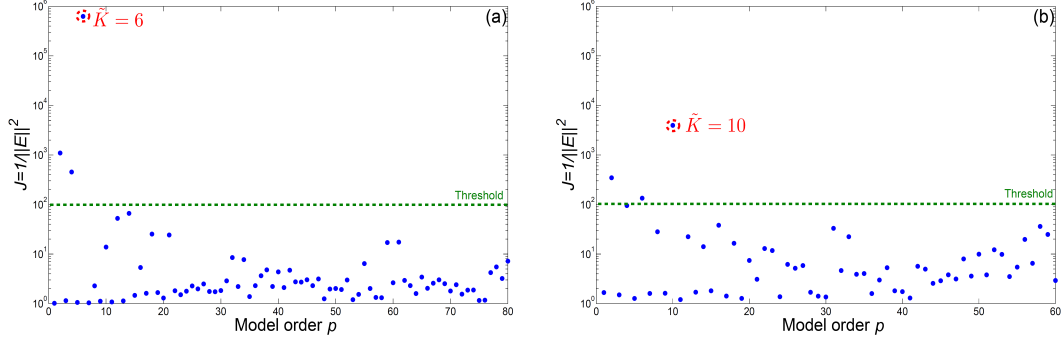 (a)
K̃ = 6
J=1/||E||²
10⁶
10⁵
10⁴
10³
10²
10¹
10⁰
Threshold
0 10 20 30 40 50 60 70 80
Model order p
(b)
K̃ = 10
J=1/||E||²
10⁶
10⁵
10⁴
10³
10²
10¹
10⁰
Threshold
0 10 20 30 40 50 60
Model order p